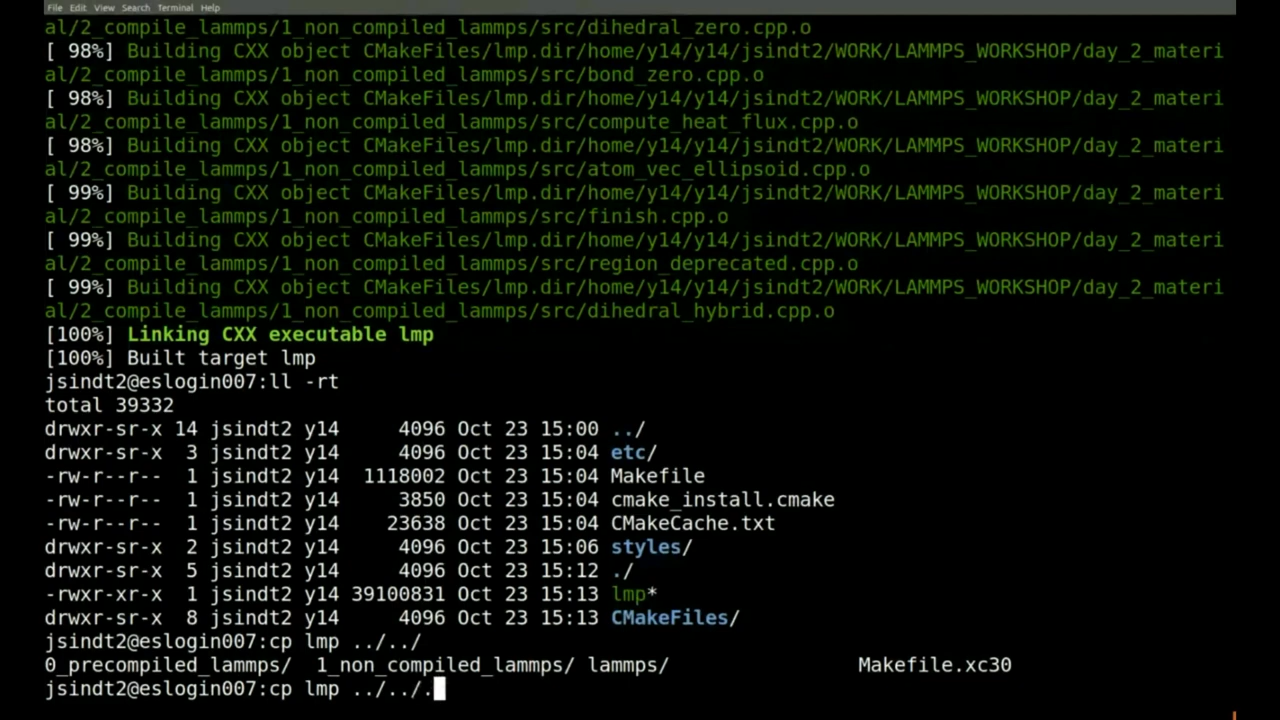 File Edit View Search Terminal Help
al/2_compile_lammps/1_non_compiled_lammps/src/dihedral_zero.cpp.o
[ 98%] Building CXX object CMakeFiles/lmp.dir/home/y14/y14/jsindt2/WORK/LAMMPS_WORKSHOP/day_2_materi
al/2_compile_lammps/1_non_compiled_lammps/src/bond_zero.cpp.o
[ 98%] Building CXX object CMakeFiles/lmp.dir/home/y14/y14/jsindt2/WORK/LAMMPS_WORKSHOP/day_2_materi
al/2_compile_lammps/1_non_compiled_lammps/src/compute_heat_flux.cpp.o
[ 98%] Building CXX object CMakeFiles/lmp.dir/home/y14/y14/jsindt2/WORK/LAMMPS_WORKSHOP/day_2_materi
al/2_compile_lammps/1_non_compiled_lammps/src/atom_vec_ellipsoid.cpp.o
[ 99%] Building CXX object CMakeFiles/lmp.dir/home/y14/y14/jsindt2/WORK/LAMMPS_WORKSHOP/day_2_materi
al/2_compile_lammps/1_non_compiled_lammps/src/finish.cpp.o
[ 99%] Building CXX object CMakeFiles/lmp.dir/home/y14/y14/jsindt2/WORK/LAMMPS_WORKSHOP/day_2_materi
al/2_compile_lammps/1_non_compiled_lammps/src/region_deprecated.cpp.o
[ 99%] Building CXX object CMakeFiles/lmp.dir/home/y14/y14/jsindt2/WORK/LAMMPS_WORKSHOP/day_2_materi
al/2_compile_lammps/1_non_compiled_lammps/src/dihedral_hybrid.cpp.o
[100%] Linking CXX executable lmp
[100%] Built target lmp
jsindt2@eslogin007:ll -rt
total 39332
drwxr-sr-x 14 jsindt2 y14     4096 Oct 23 15:00 ../
drwxr-sr-x  3 jsindt2 y14     4096 Oct 23 15:04 etc/
-rw-r--r--  1 jsindt2 y14  1118002 Oct 23 15:04 Makefile
-rw-r--r--  1 jsindt2 y14     3850 Oct 23 15:04 cmake_install.cmake
-rw-r--r--  1 jsindt2 y14    23638 Oct 23 15:04 CMakeCache.txt
drwxr-sr-x  2 jsindt2 y14     4096 Oct 23 15:06 styles/
drwxr-sr-x  5 jsindt2 y14     4096 Oct 23 15:12 ./
-rwxr-xr-x  1 jsindt2 y14 39100831 Oct 23 15:13 lmp*
drwxr-sr-x  8 jsindt2 y14     4096 Oct 23 15:13 CMakeFiles/
jsindt2@eslogin007:cp lmp ../../
0_precompiled_lammps/  1_non_compiled_lammps/ lammps/                Makefile.xc30
jsindt2@eslogin007:cp lmp ../../.